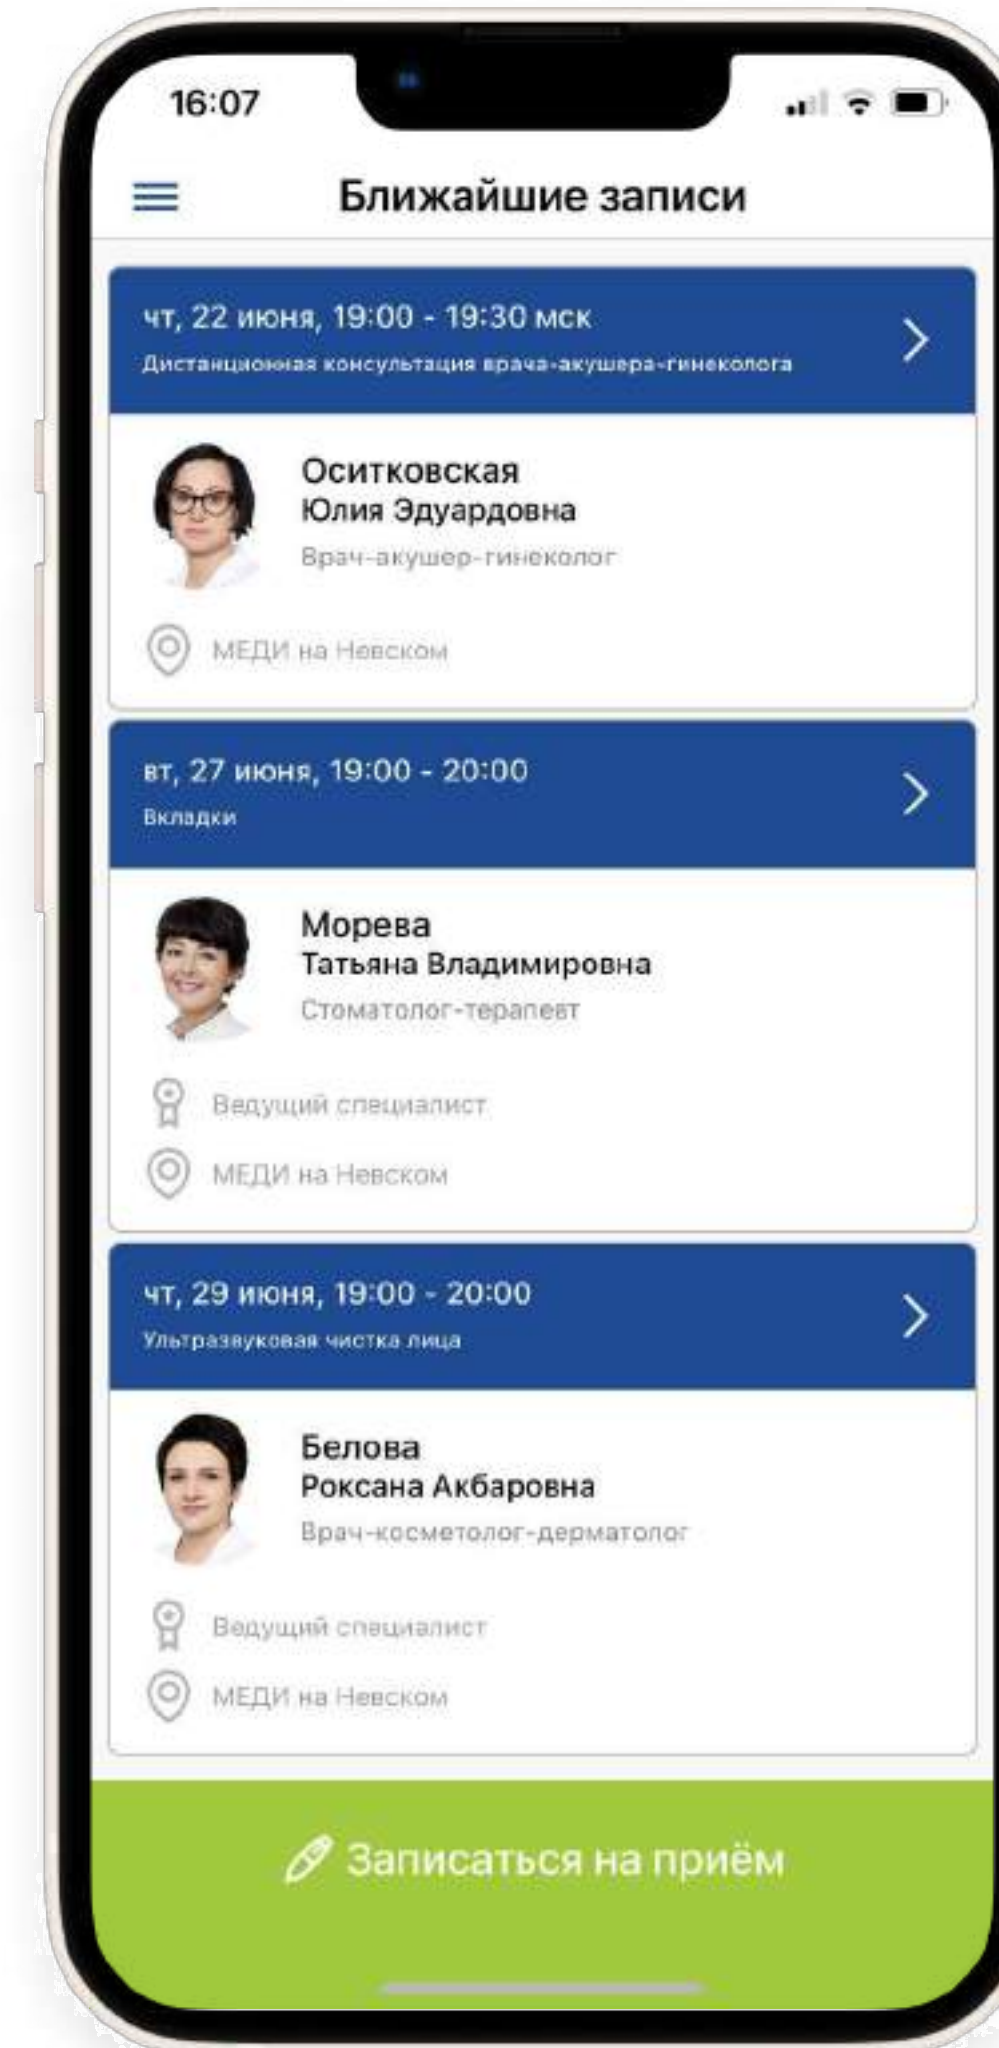 16:07
Ближайшие записи
чт, 22 июня, 19:00 - 19:30 мск
Дистанционная консультация врача-акушера-гинеколога
Оситковская
Юлия Эдуардовна
Врач-акушер-гинеколог
МЕДИ на Невском
вт, 27 июня, 19:00 - 20:00
Вкладки
Морева
Татьяна Владимировна
Стоматолог-терапевт
Ведущий специалист
МЕДИ на Невском
чт, 29 июня, 19:00 - 20:00
Ультразвуковая чистка лица
Белова
Роксана Акбаровна
Врач-косметолог-дерматолог
Ведущий специалист
МЕДИ на Невском
Записаться на приём